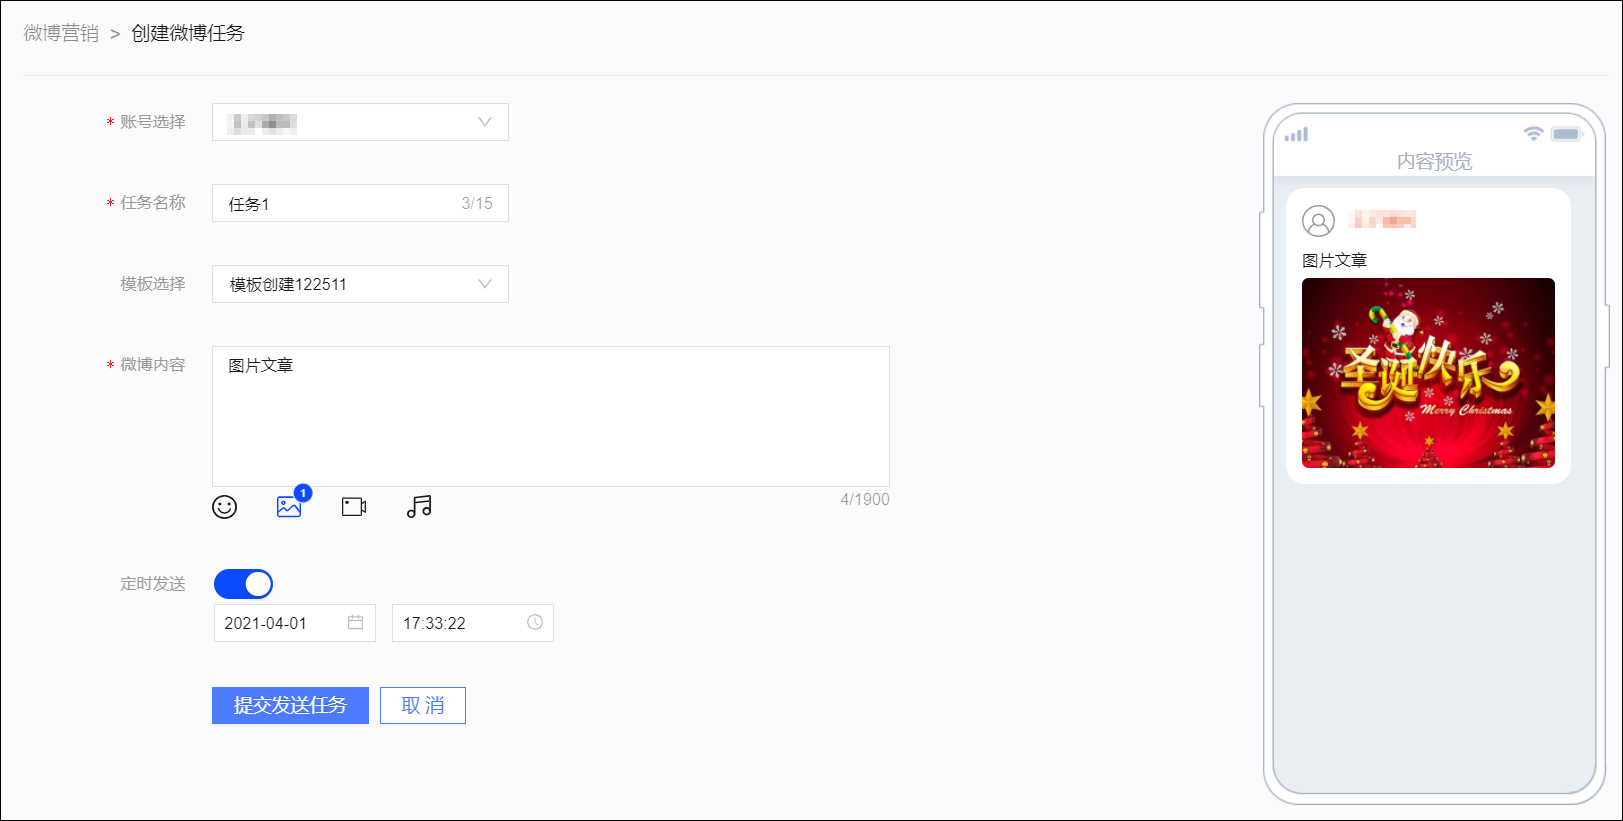 微博营销 > 创建微博任务
* 账号选择
* 任务名称 任务1 3/15
模板选择 模板创建122511
* 微博内容 图片文章
1
4/1900
定时发送
2021-04-01 17:33:22
提交发送任务 取 消
内容预览
图片文章
圣诞快乐
Merry Christmas